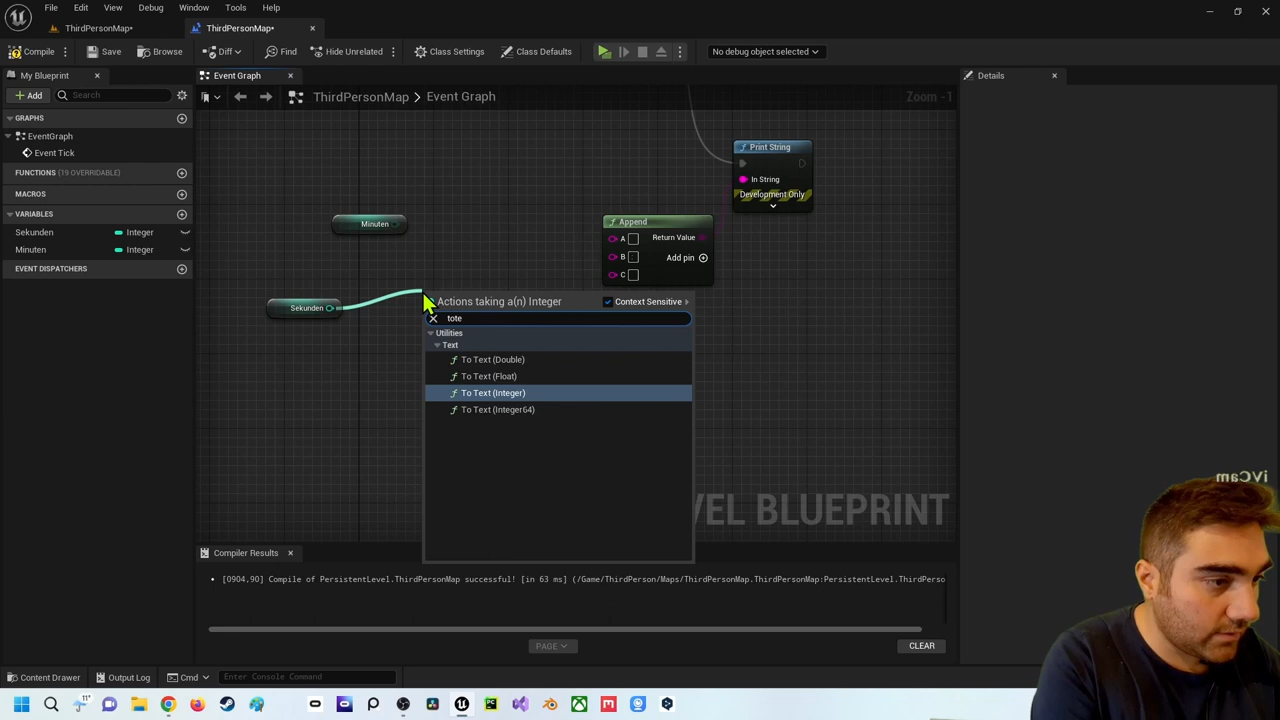 File Edit View Debug Window Tools Help
ThirdPersonMap* ThirdPersonMap*
Compile Save Browse Diff Find Hide Unrelated Class Settings Class Defaults No debug object selected
My Blueprint Event Graph Details
Add Search ThirdPersonMap > Event Graph Zoom -1
GRAPHS
EventGraph
Event Tick
FUNCTIONS (19 OVERRIDABLE)
MACROS
VARIABLES
Sekunden Integer
Minuten Integer
EVENT DISPATCHERS
Print String
In String
Development Only
Minuten
Append
A Return Value
B : Add pin
C
Sekunden
Actions taking a(n) Integer Context Sensitive
tote
Utilities
Text
To Text (Double)
To Text (Float)
To Text (Integer)
To Text (Integer64)
iVCam
VEL BLUEPRINT
Compiler Results
[0904,90] Compile of PersistentLevel.ThirdPersonMap successful! [in 63 ms] (/Game/ThirdPerson/Maps/ThirdPersonMap.ThirdPersonMap:PersistentLevel.ThirdPerso
PAGE CLEAR
Content Drawer Output Log Cmd Enter Console Command
11°